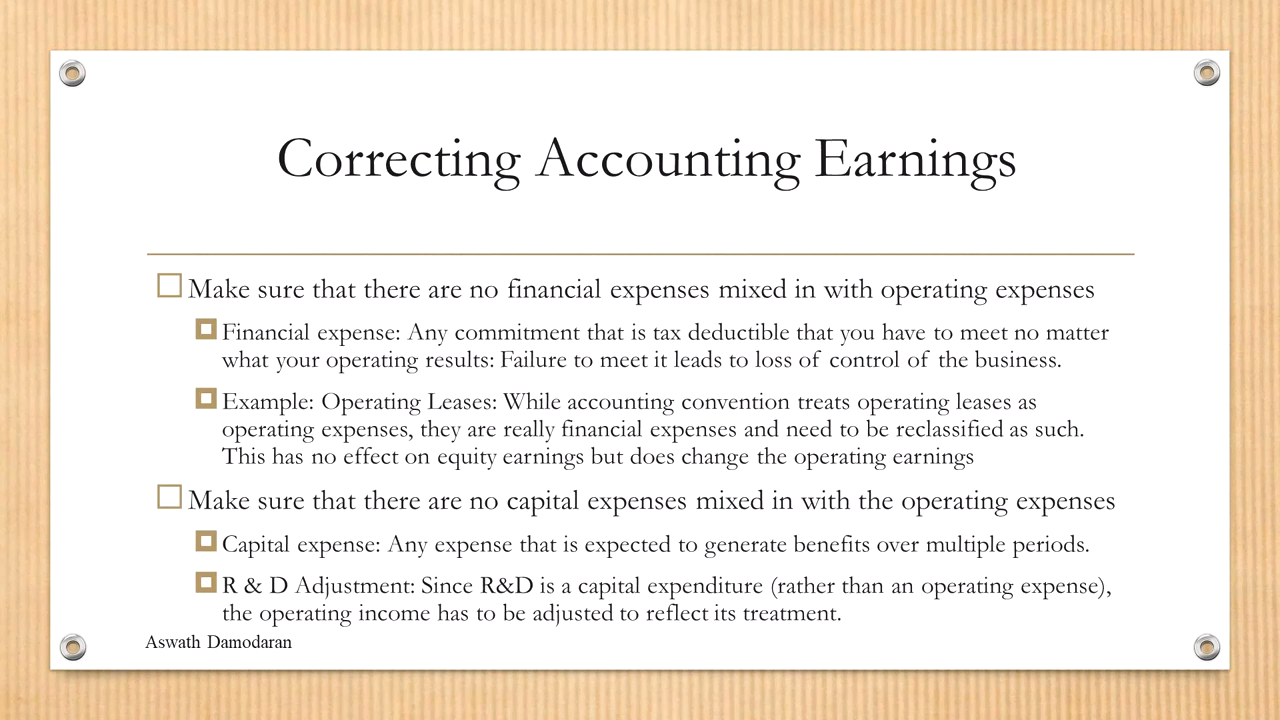 Correcting Accounting Earnings
Make sure that there are no financial expenses mixed in with operating expenses
Financial expense: Any commitment that is tax deductible that you have to meet no matter
what your operating results: Failure to meet it leads to loss of control of the business.
Example: Operating Leases: While accounting convention treats operating leases as
operating expenses, they are really financial expenses and need to be reclassified as such.
This has no effect on equity earnings but does change the operating earnings
Make sure that there are no capital expenses mixed in with the operating expenses
Capital expense: Any expense that is expected to generate benefits over multiple periods.
R & D Adjustment: Since R&D is a capital expenditure (rather than an operating expense),
the operating income has to be adjusted to reflect its treatment.
Aswath Damodaran